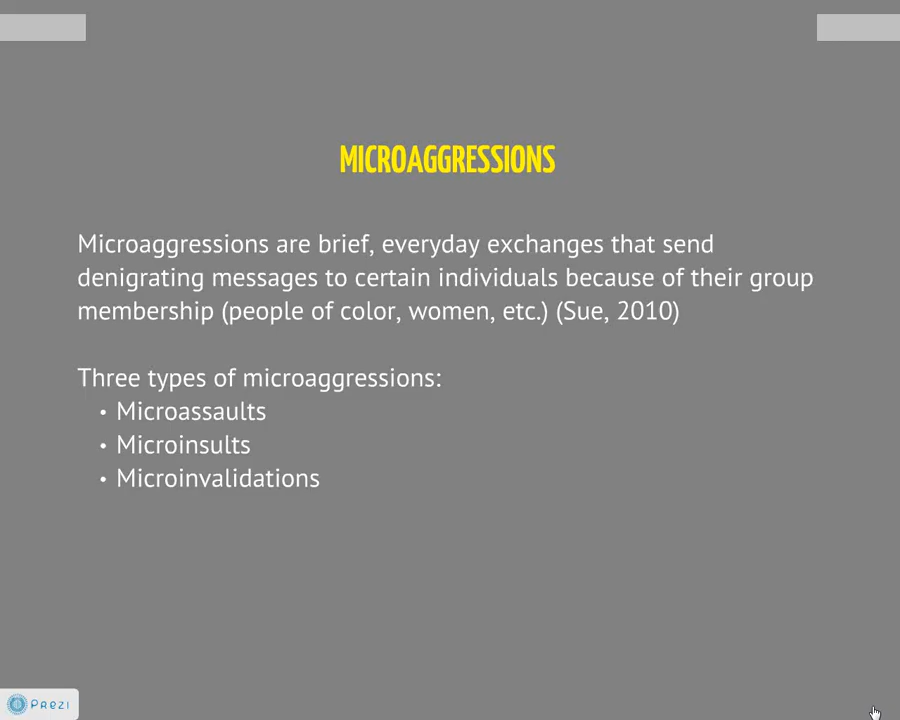 MICROAGGRESSIONS
Microaggressions are brief, everyday exchanges that send
denigrating messages to certain individuals because of their group
membership (people of color, women, etc.) (Sue, 2010)
Three types of microaggressions:
• Microassaults
• Microinsults
• Microinvalidations
Prezi